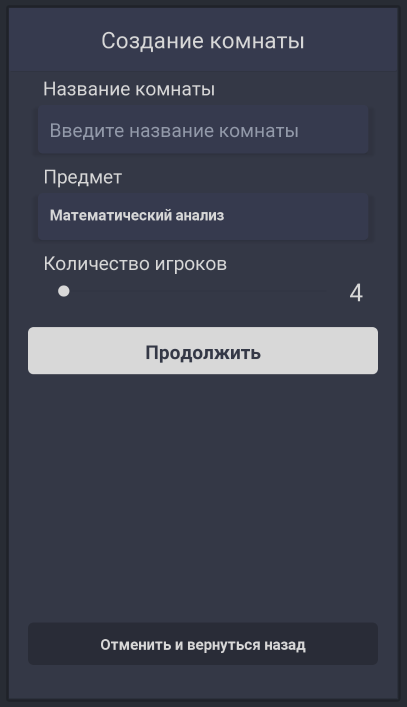 Создание комнаты
Название комнаты
Введите название комнаты
Предмет
Математический анализ
Количество игроков
4
Продолжить
Отменить и вернуться назад